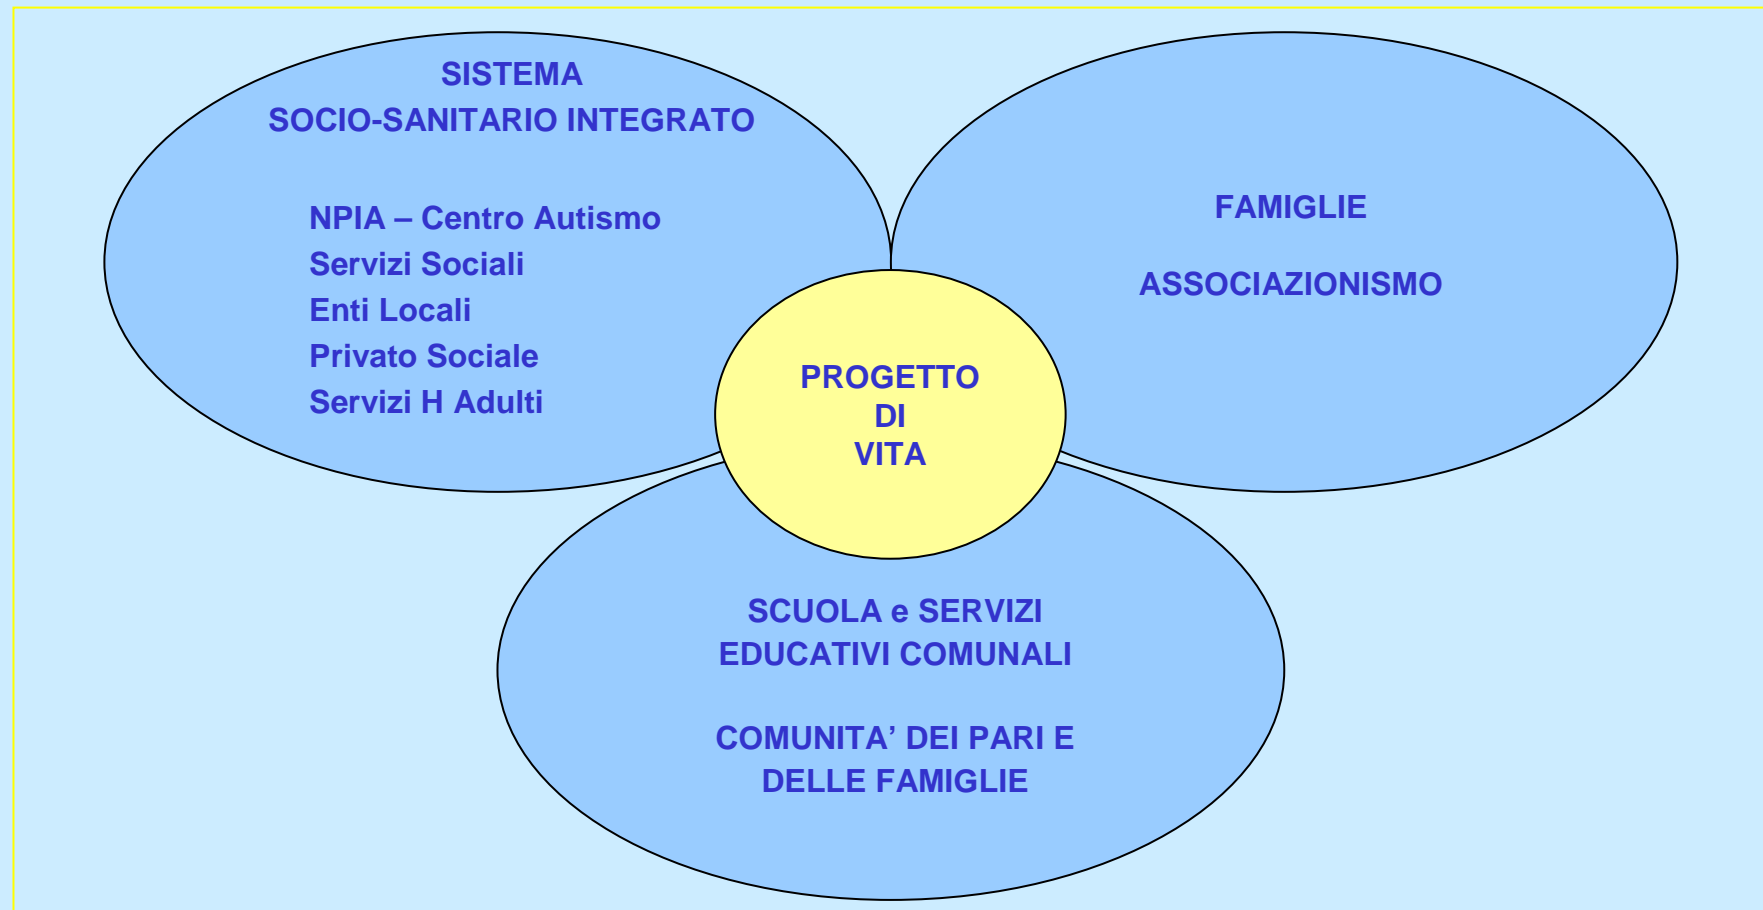 SISTEMA
SOCIO-SANITARIO INTEGRATO
NPIA – Centro Autismo
Servizi Sociali
Enti Locali
Privato Sociale
Servizi H Adulti
FAMIGLIE
ASSOCIAZIONISMO
PROGETTO
DI
VITA
SCUOLA e SERVIZI
EDUCATIVI COMUNALI
COMUNITA’ DEI PARI E
DELLE FAMIGLIE